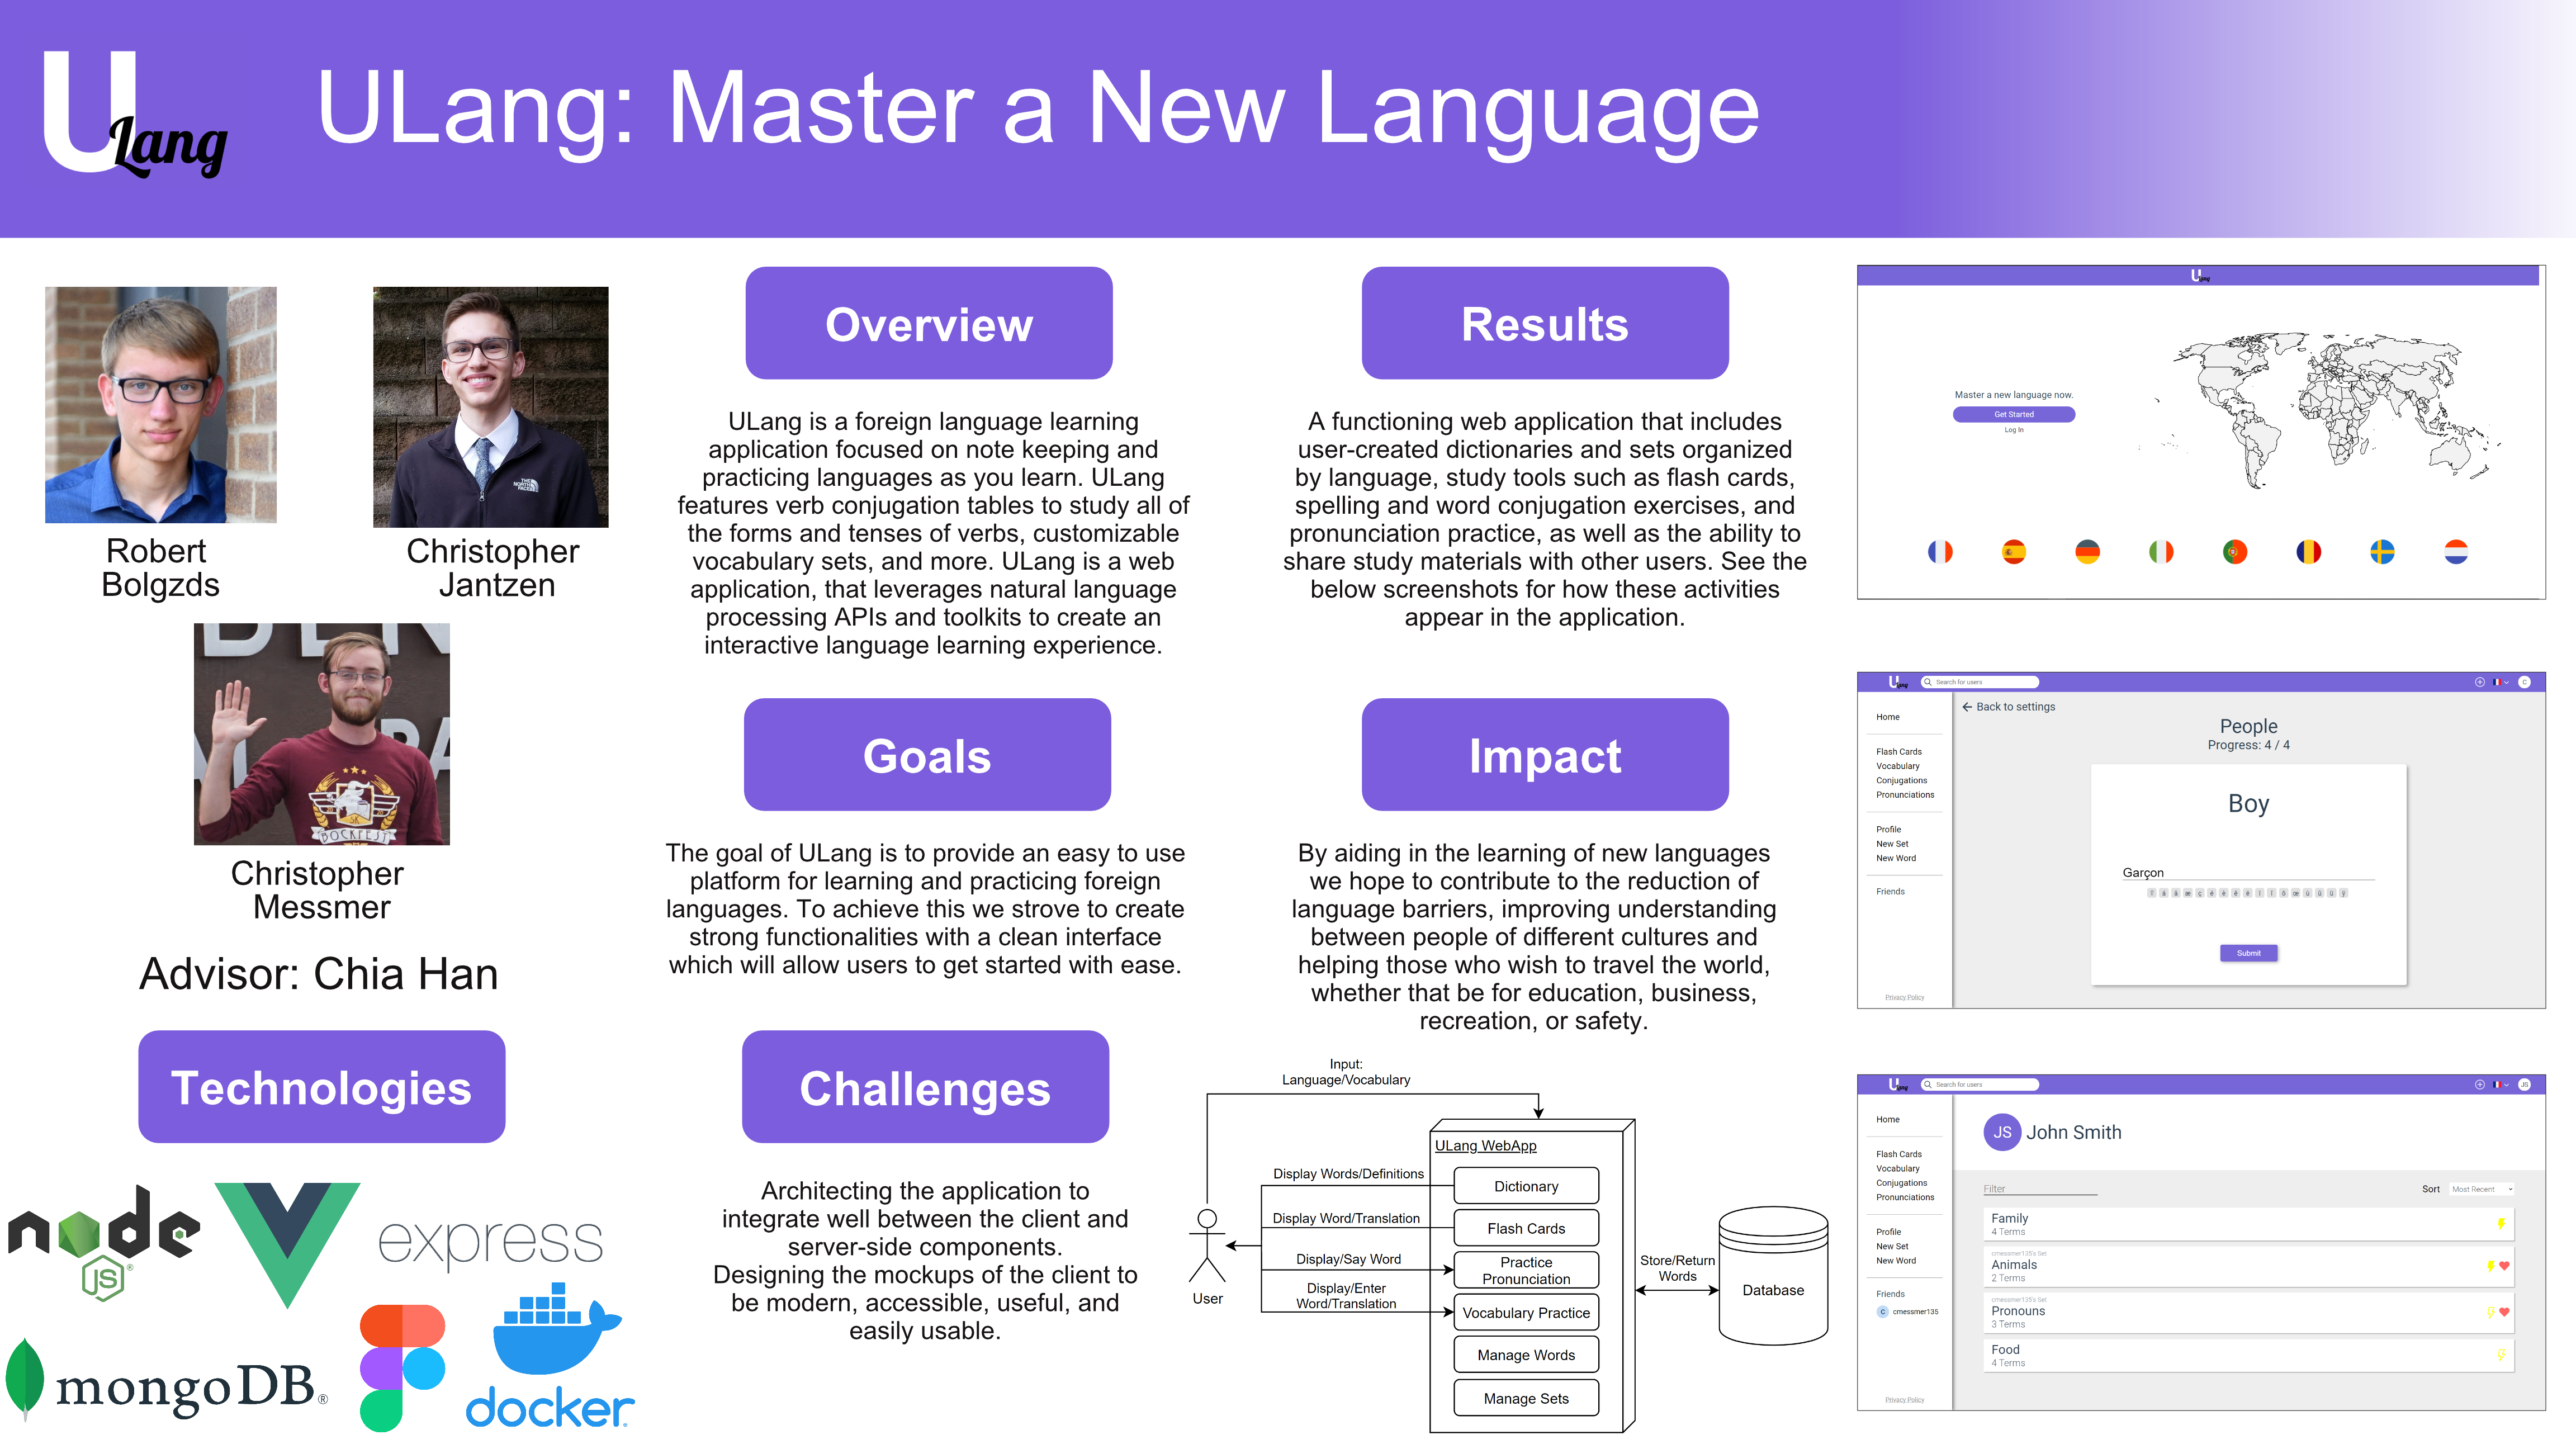 ULang
ULang: Master a New Language
Robert
Bolgzds
Christopher
Jantzen
THE
NORTH
FACE
Christopher
Messmer
5K
BOCKFEST
Advisor: Chia Han
Technologies
node
JS
express
mongoDB®
docker
Overview
ULang is a foreign language learning
application focused on note keeping and
practicing languages as you learn. ULang
features verb conjugation tables to study all of
the forms and tenses of verbs, customizable
vocabulary sets, and more. ULang is a web
application, that leverages natural language
processing APIs and toolkits to create an
interactive language learning experience.
Goals
The goal of ULang is to provide an easy to use
platform for learning and practicing foreign
languages. To achieve this we strove to create
strong functionalities with a clean interface
which will allow users to get started with ease.
Challenges
Architecting the application to
integrate well between the client and
server-side components.
Designing the mockups of the client to
be modern, accessible, useful, and
easily usable.
Results
A functioning web application that includes
user-created dictionaries and sets organized
by language, study tools such as flash cards,
spelling and word conjugation exercises, and
pronunciation practice, as well as the ability to
share study materials with other users. See the
below screenshots for how these activities
appear in the application.
Impact
By aiding in the learning of new languages
we hope to contribute to the reduction of
language barriers, improving understanding
between people of different cultures and
helping those who wish to travel the world,
whether that be for education, business,
recreation, or safety.
Input:
Language/Vocabulary
ULang WebApp
Display Words/Definitions
Dictionary
Display Word/Translation
Flash Cards
Display/Say Word
Practice
Pronunciation
Display/Enter
Word/Translation
Vocabulary Practice
Manage Words
Manage Sets
User
Store/Return
Words
Database
ULang
Master a new language now.
Get Started
Log In
ULang
Search for users
C
Home
Flash Cards
Vocabulary
Conjugations
Pronunciations
Profile
New Set
New Word
Friends
Privacy Policy
Back to settings
People
Progress: 4 / 4
Boy
Garçon
Submit
ULang
Search for users
JS
Home
Flash Cards
Vocabulary
Conjugations
Pronunciations
Profile
New Set
New Word
Friends
C cmessmer135
Privacy Policy
JS John Smith
Filter
Sort Most Recent
Family
4 Terms
cmessmer135's Set
Animals
2 Terms
cmessmer135's Set
Pronouns
3 Terms
Food
4 Terms